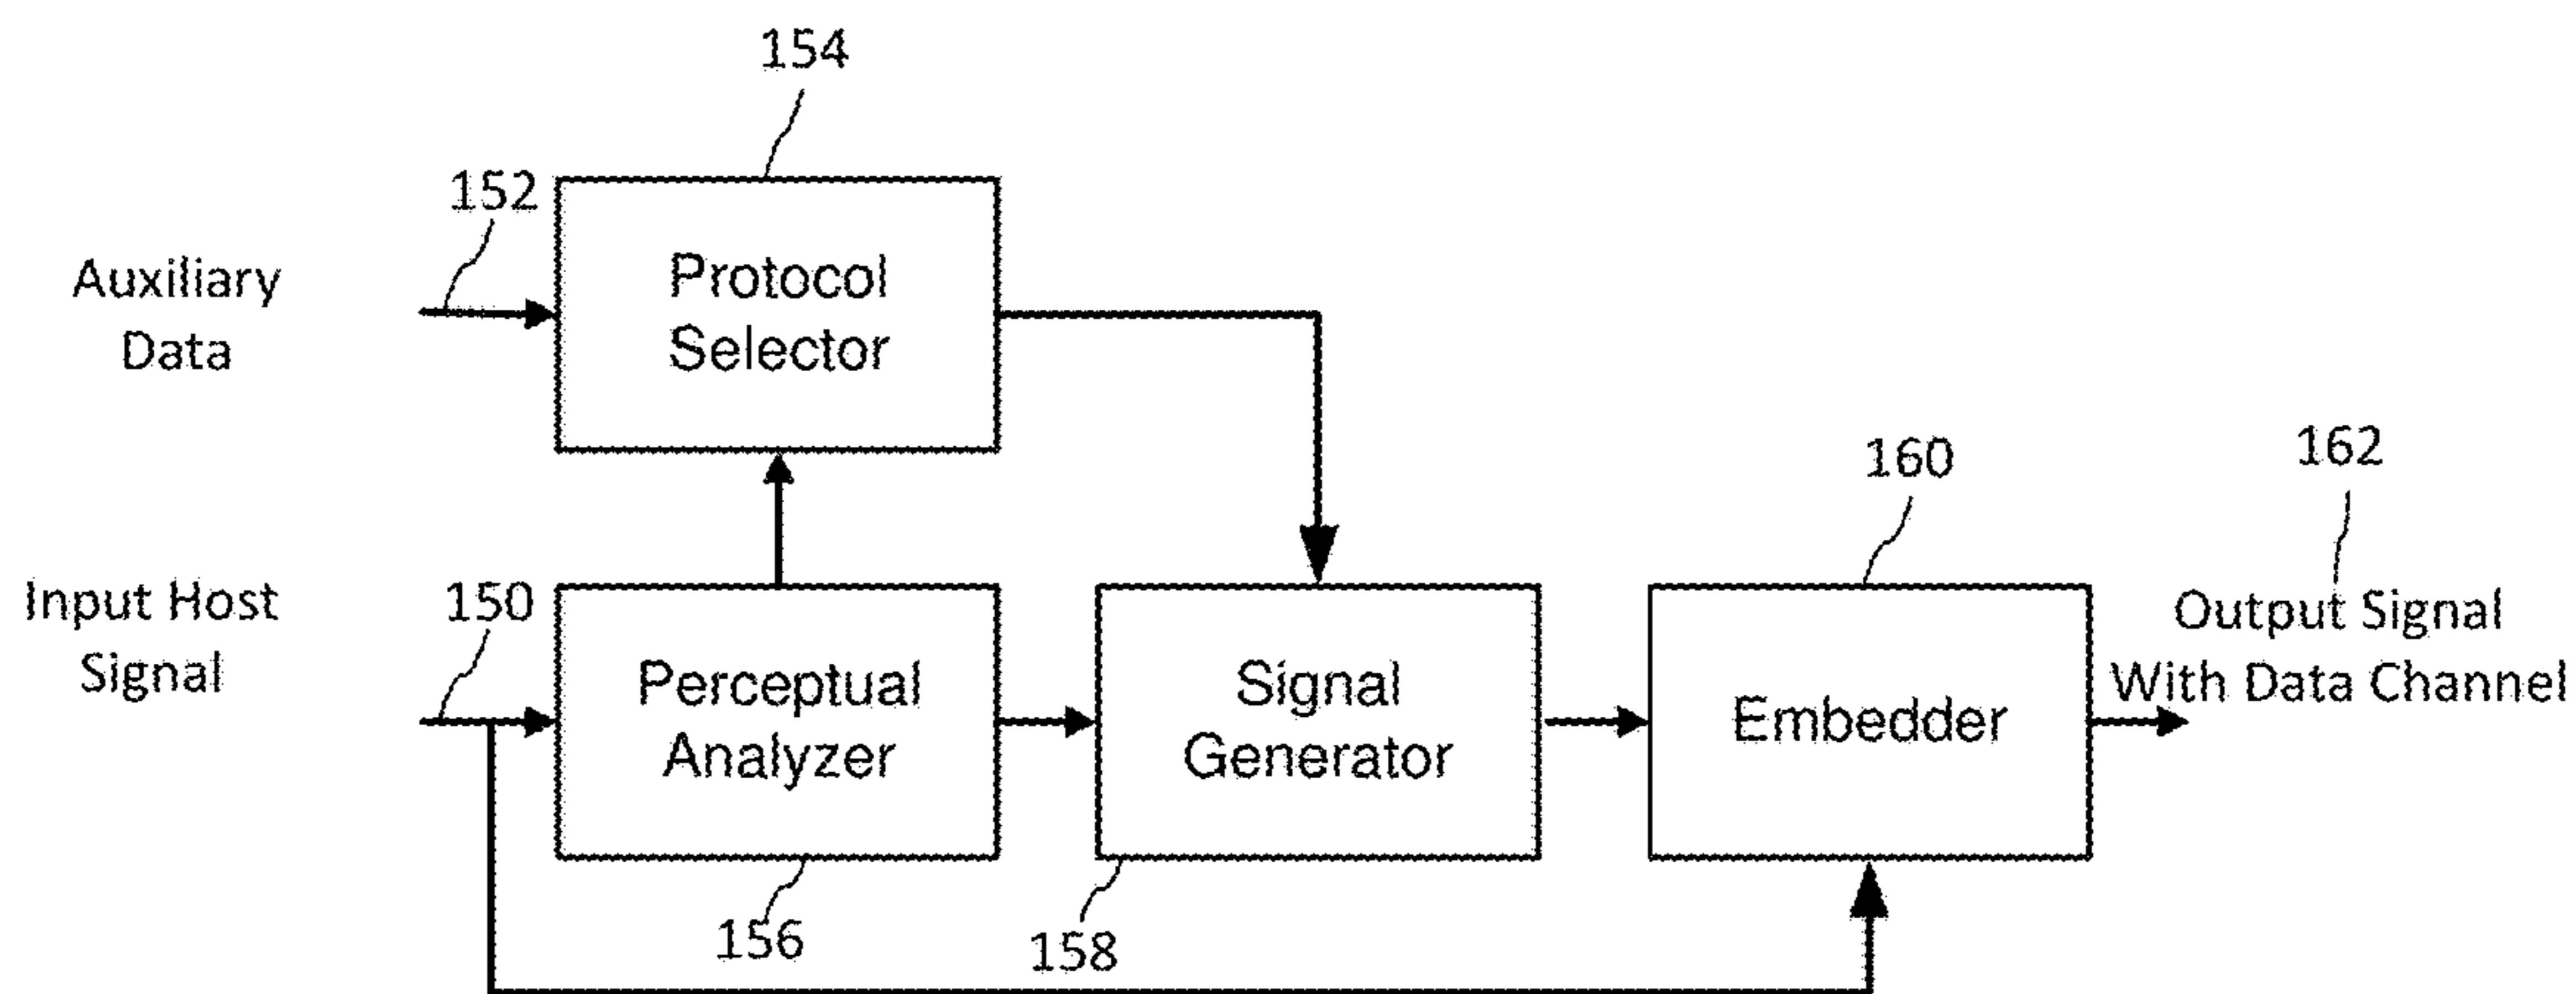 154
152
Auxiliary
Data
Protocol
Selector
160
162
Input Host
Signal
150
Perceptual
Analyzer
Signal
Generator
Embedder
Output Signal
With Data Channel
156
158